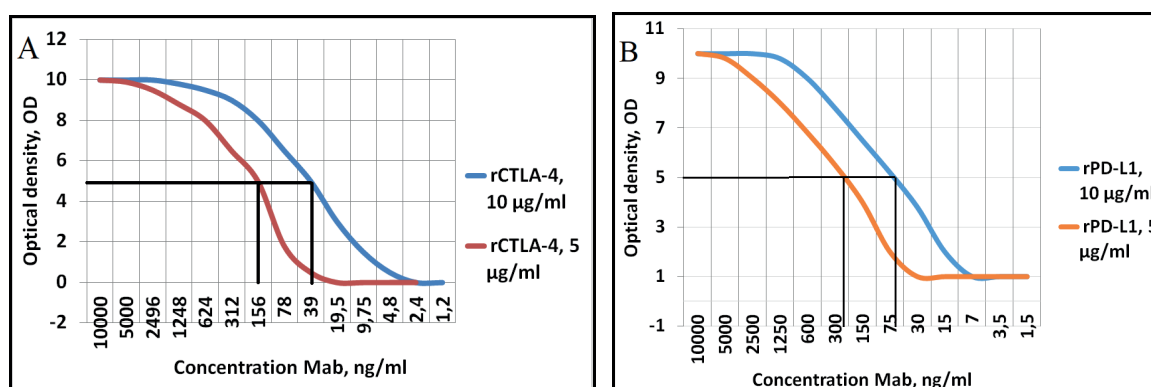 A
12
10
8
6
4
2
0
-2
Optical density, OD
10000 5000 2496 1248 624 312 156 78 39 19,5 9,75 4,8 2,4 1,2
Concentration Mab, ng/ml
rCTLA-4,
10 µg/ml
rCTLA-4, 5
µg/ml
B
11
9
7
5
3
1
-1
Optical density, OD
10000 5000 2500 1250 600 300 150 75 30 15 7 3,5 1,5
Concentration Mab, ng/ml
rPD-L1,
10 µg/ml
rPD-L1, 5
µg/ml